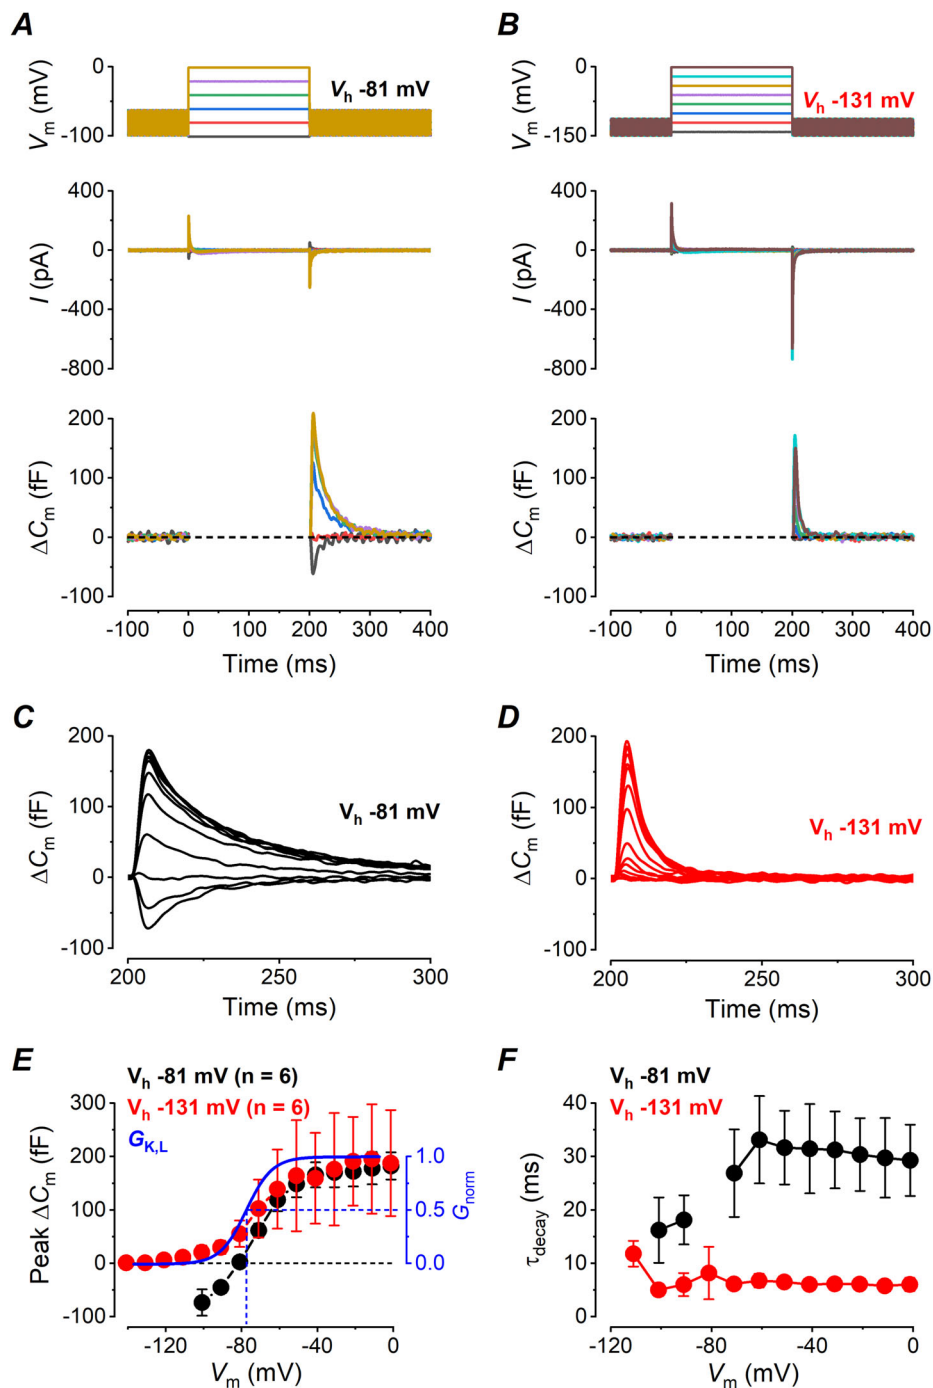 A
B
0
-100
Vm (mV)
Vh -81 mV
0
-150
Vm (mV)
Vh -131 mV
400
0
-400
-800
I (pA)
400
0
-400
-800
I (pA)
200
100
0
-100
ΔCm (fF)
-100 0 100 200 300 400
Time (ms)
200
100
0
-100
ΔCm (fF)
-100 0 100 200 300 400
Time (ms)
C
D
200
100
0
-100
ΔCm (fF)
Vh -81 mV
200 250 300
Time (ms)
200
100
0
-100
ΔCm (fF)
Vh -131 mV
200 250 300
Time (ms)
E
F
Vh -81 mV (n = 6)
Vh -131 mV (n = 6)
GK,L
300
200
100
0
-100
Peak ΔCm (fF)
1.0
0.5
0.0
Gnorm
-120 -80 -40 0
Vm (mV)
Vh -81 mV
Vh -131 mV
40
30
20
10
0
τdecay (ms)
-120 -80 -40 0
Vm (mV)